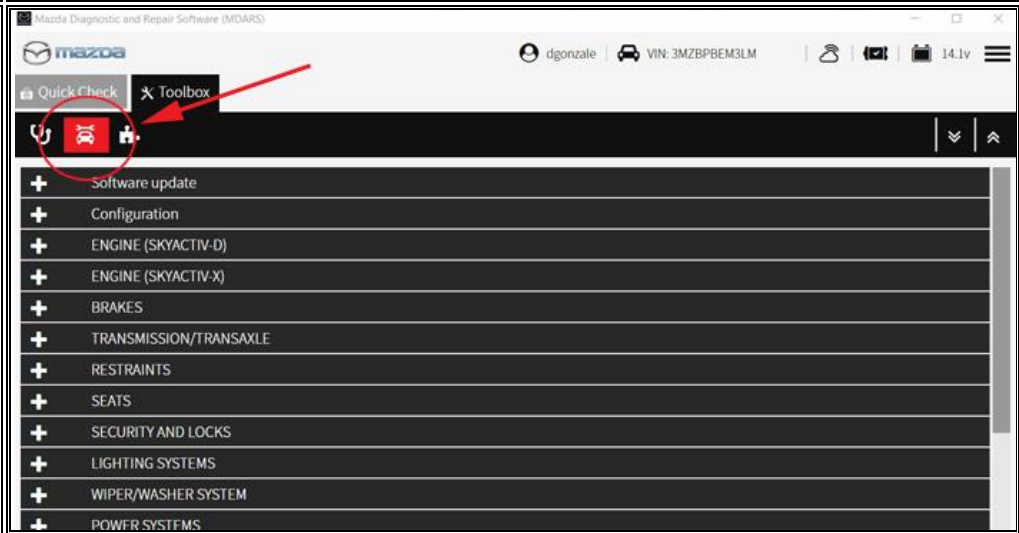 Mazda Diagnostic and Repair Software (MDARS)
mazda dgonzale VIN: 3MZBPBEM3LM 14.1v
Quick Check Toolbox
Software update
Configuration
ENGINE (SKYACTIV-D)
ENGINE (SKYACTIV-X)
BRAKES
TRANSMISSION/TRANSAXLE
RESTRAINTS
SEATS
SECURITY AND LOCKS
LIGHTING SYSTEMS
WIPER/WASHER SYSTEM
POWER SYSTEMS